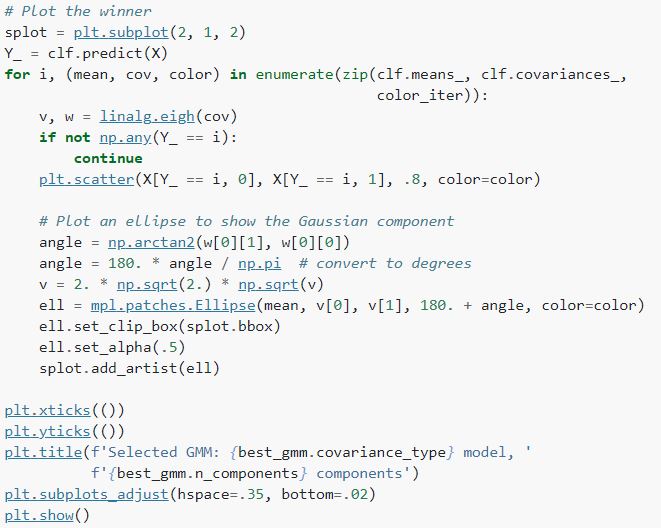 # Plot the winner
splot = plt.subplot(2, 1, 2)
Y_ = clf.predict(X)
for i, (mean, cov, color) in enumerate(zip(clf.means_, clf.covariances_,
                                           color_iter)):
    v, w = linalg.eigh(cov)
    if not np.any(Y_ == i):
        continue
    plt.scatter(X[Y_ == i, 0], X[Y_ == i, 1], .8, color=color)

    # Plot an ellipse to show the Gaussian component
    angle = np.arctan2(w[0][1], w[0][0])
    angle = 180. * angle / np.pi  # convert to degrees
    v = 2. * np.sqrt(2.) * np.sqrt(v)
    ell = mpl.patches.Ellipse(mean, v[0], v[1], 180. + angle, color=color)
    ell.set_clip_box(splot.bbox)
    ell.set_alpha(.5)
    splot.add_artist(ell)

plt.xticks(())
plt.yticks(())
plt.title(f'Selected GMM: {best_gmm.covariance_type} model, '
          f'{best_gmm.n_components} components')
plt.subplots_adjust(hspace=.35, bottom=.02)
plt.show()